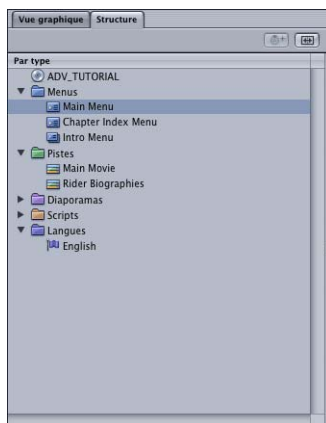 Vue graphique Structure
Par type
ADV_TUTORIAL
Menus
Main Menu
Chapter Index Menu
Intro Menu
Pistes
Main Movie
Rider Biographies
Diaporamas
Scripts
Langues
English